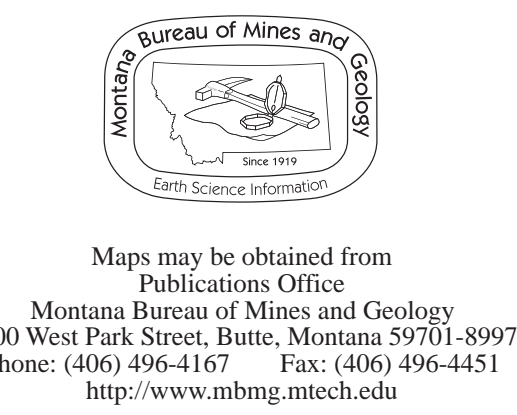 Montana Bureau of Mines and Geology
Since 1919
Earth Science Information
Maps may be obtained from
Publications Office
Montana Bureau of Mines and Geology
West Park Street, Butte, Montana 59701-8997
(406) 496-4167 Fax: (406) 496-4451
http://www.mbmg.mtech.edu